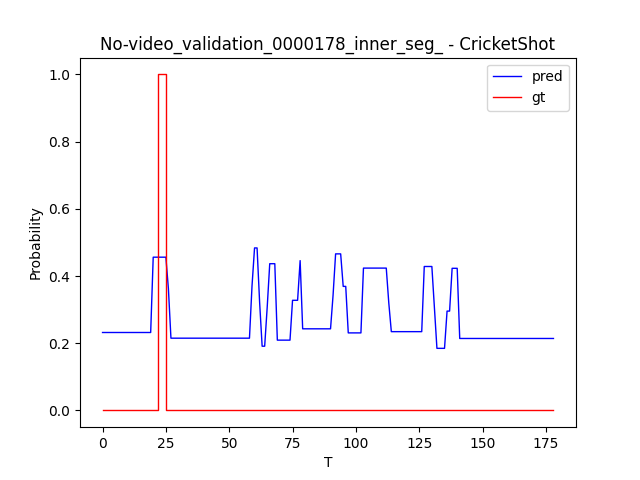 No-video_validation_0000178_inner_seg_ - CricketShot
pred
gt
Probability
1.0
0.8
0.6
0.4
0.2
0.0
0 25 50 75 100 125 150 175
T